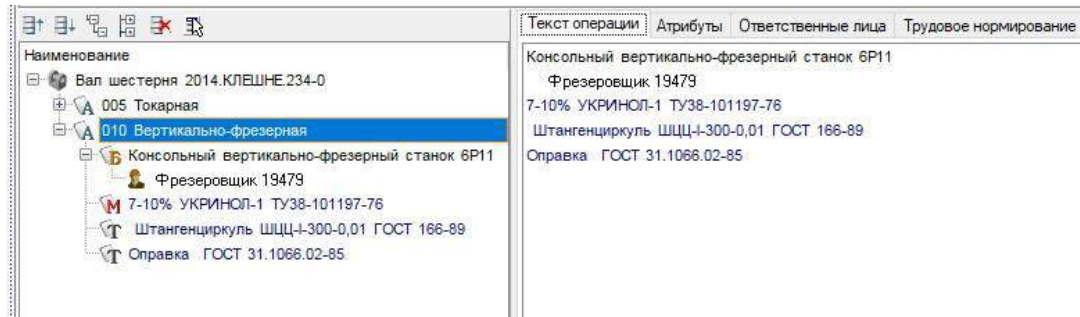 Наименование
Вал шестерня 2014.КЛЕШНЕ.234-0
А 005 Токарная
А 010 Вертикально-фрезерная
Б Консольный вертикально-фрезерный станок 6Р11
Фрезеровщик 19479
М 7-10% УКРИНОЛ-1 ТУ38-101197-76
Т Штангенциркуль ШЦЦ-I-300-0,01 ГОСТ 166-89
Т Оправка ГОСТ 31.1066.02-85
Текст операции Атрибуты Ответственные лица Трудовое нормирование
Консольный вертикально-фрезерный станок 6Р11
Фрезеровщик 19479
7-10% УКРИНОЛ-1 ТУ38-101197-76
Штангенциркуль ШЦЦ-I-300-0,01 ГОСТ 166-89
Оправка ГОСТ 31.1066.02-85